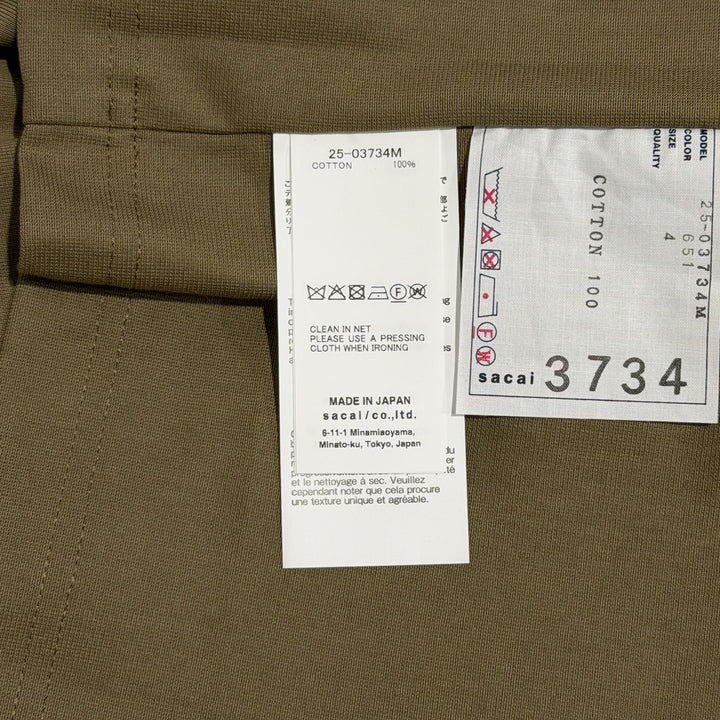 25-03734M
COTTON 100%
CLEAN IN NET
PLEASE USE A PRESSING
CLOTH WHEN IRONING
MADE IN JAPAN
sacai/co.,ltd.
6-11-1 Minamiaoyama,
Minato-ku, Tokyo, Japan
et le nettoyage à sec. Veuillez
cependant noter que cela procure
une texture unique et agréable.
MODEL 25-03734M
COLOR 651
SIZE 4
QUALITY
COTTON 100
F
W
sacai 3734